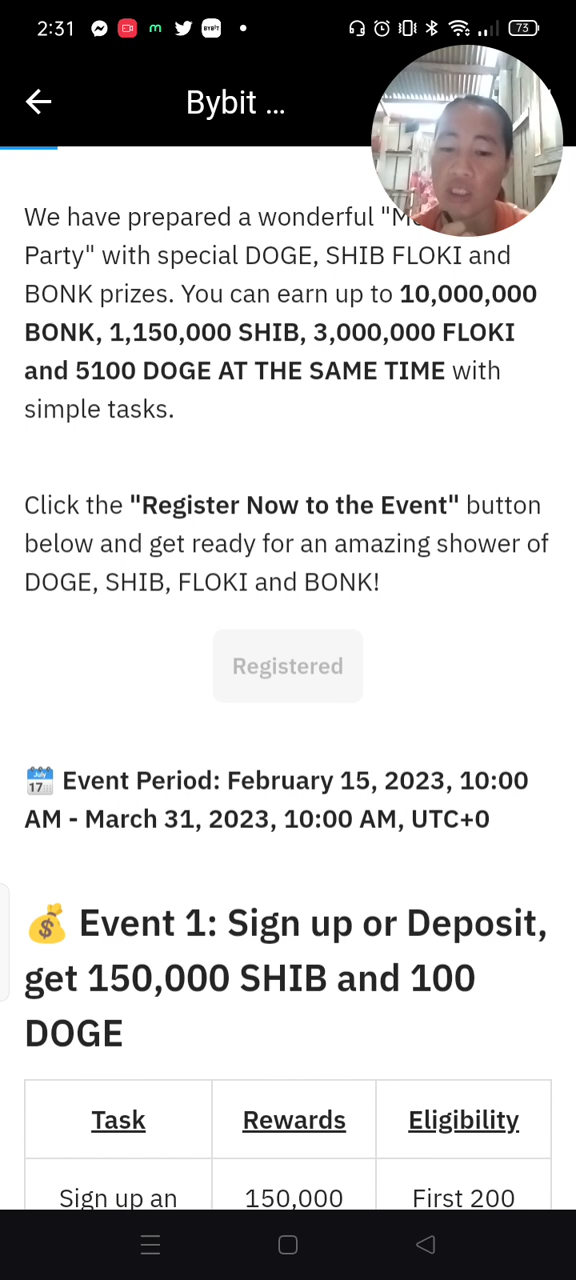 2:31
BYBIT
73
Bybit ...
We have prepared a wonderful "M
Party" with special DOGE, SHIB FLOKI and
BONK prizes. You can earn up to 10,000,000
BONK, 1,150,000 SHIB, 3,000,000 FLOKI
and 5100 DOGE AT THE SAME TIME with
simple tasks.
Click the "Register Now to the Event" button
below and get ready for an amazing shower of
DOGE, SHIB, FLOKI and BONK!
Registered
July
17
Event Period: February 15, 2023, 10:00
AM - March 31, 2023, 10:00 AM, UTC+0
Event 1: Sign up or Deposit,
get 150,000 SHIB and 100
DOGE
Task Rewards Eligibility
Sign up an 150,000 First 200